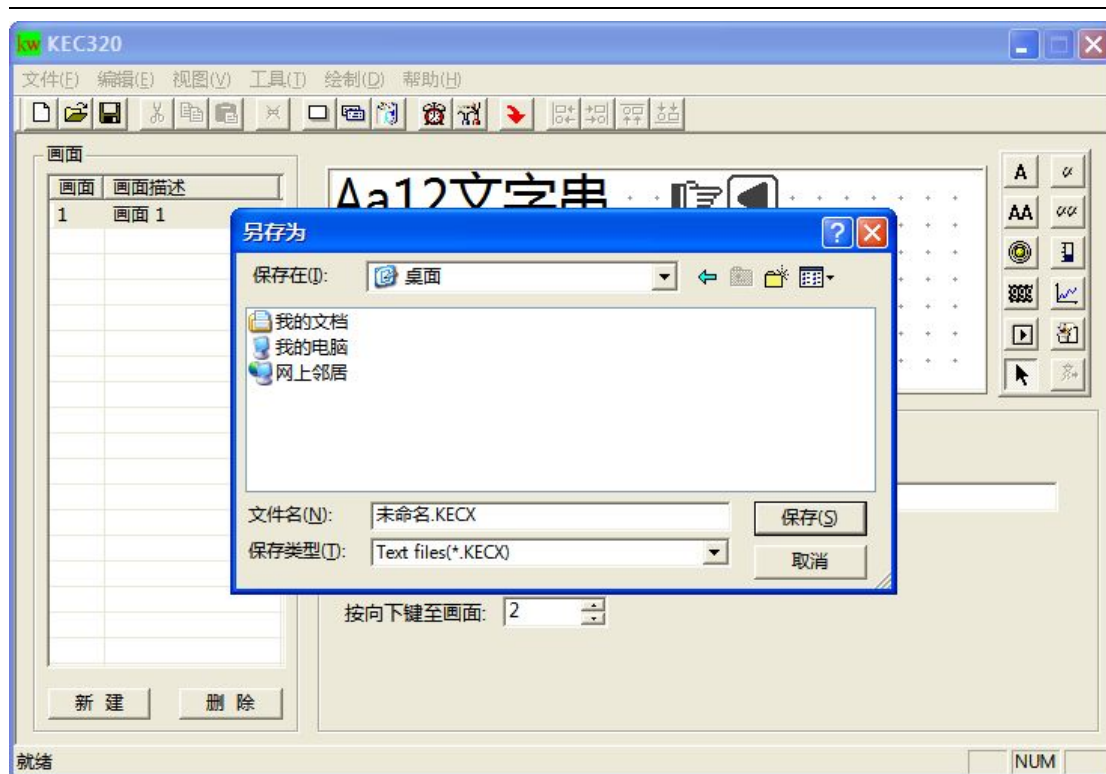 kw KEC320
文件(F) 编辑(E) 视图(V) 工具(T) 绘制(D) 帮助(H)
画面
画面 画面描述
1 画面 1
Aa12文字串
A α
AA αα
另存为
保存在(I): 桌面
我的文档
我的电脑
网上邻居
文件名(N): 未命名.KECX 保存(S)
保存类型(T): Text files(*.KECX) 取消
按向下键至画面: 2
新 建 删 除
就绪 NUM